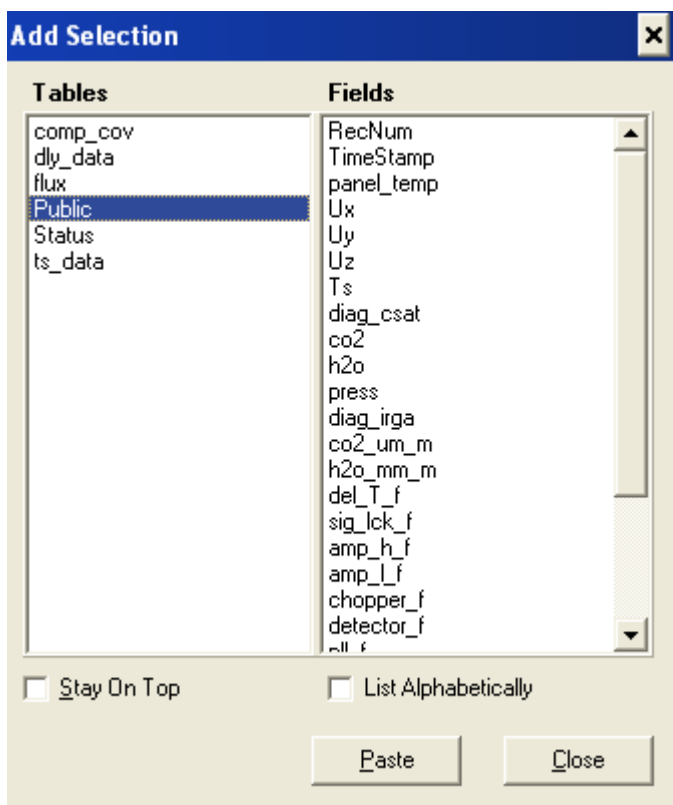 Add Selection
Tables
comp_cov
dly_data
flux
Public
Status
ts_data
Fields
RecNum
TimeStamp
panel_temp
Ux
Uy
Uz
Ts
diag_csat
co2
h2o
press
diag_irga
co2_um_m
h2o_mm_m
del_T_f
sig_lck_f
amp_h_f
amp_l_f
chopper_f
detector_f
Stay On Top
List Alphabetically
Paste
Close